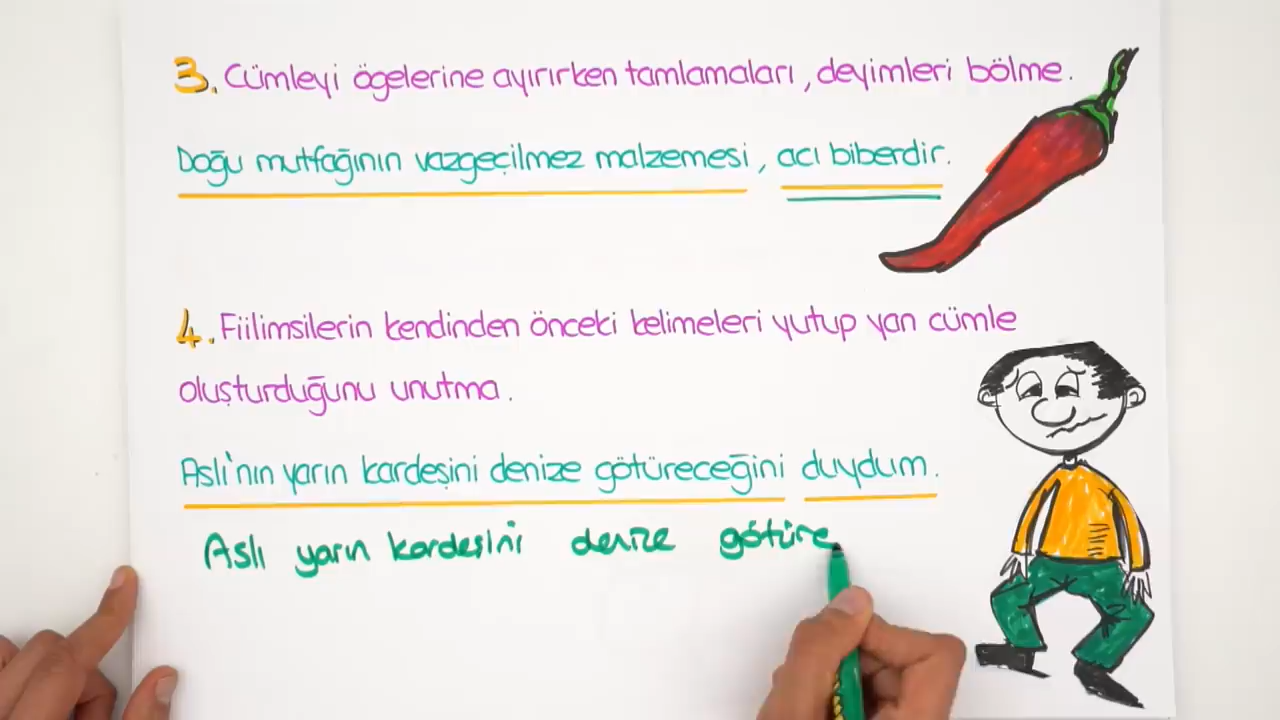 3. Cümleyi ögelerine ayırırken tamlamaları, deyimleri bölme.
Doğu mutfağının vazgeçilmez malzemesi, acı biberdir.
4. Fiilimsilerin kendinden önceki kelimeleri yutup yan cümle
oluşturduğunu unutma.
Aslı'nın yarın kardeşini denize götüreceğini duydum.
Aslı yarın kardeşini denize götüre